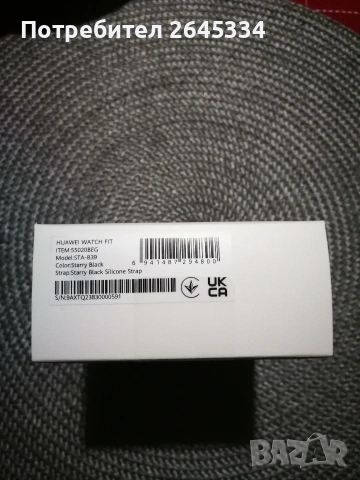 Потребител 2645334
HUAWEI WATCH FIT
ITEM:55020BEG
Model:STA-B39
Color:Starry Black
Strap:Starry Black Silicone Strap
6 941487 294800
S/N:9AXTQ23B30000591
UK
CA
BAZAR